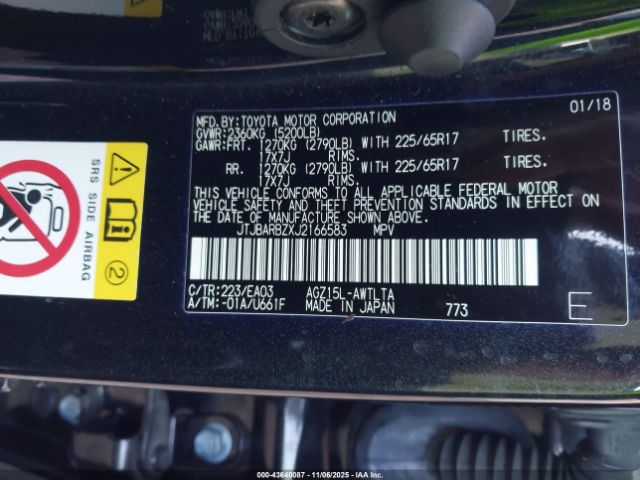 MFD.BY:TOYOTA MOTOR CORPORATION 01/18
GVWR:2360KG (5200LB)
GAWR:FRT. 1270KG (2790LB) WITH 225/65R17 TIRES.
17X7J RIMS.
RR. 1270KG (2790LB) WITH 225/65R17 TIRES.
17X7J RIMS.
THIS VEHICLE CONFORMS TO ALL APPLICABLE FEDERAL MOTOR
VEHICLE SAFETY AND THEFT PREVENTION STANDARDS IN EFFECT ON
THE DATE OF MANUFACTURE SHOWN ABOVE.
JTJBARBZXJ2166583 MPV
C/TR:223/EA03 AGZ15L-AWTLTA
A/TM:-01A/U661F MADE IN JAPAN 773 E
SRS SIDE AIRBAG
2
000-43640087 - 11/06/2025 - IAAI.COM